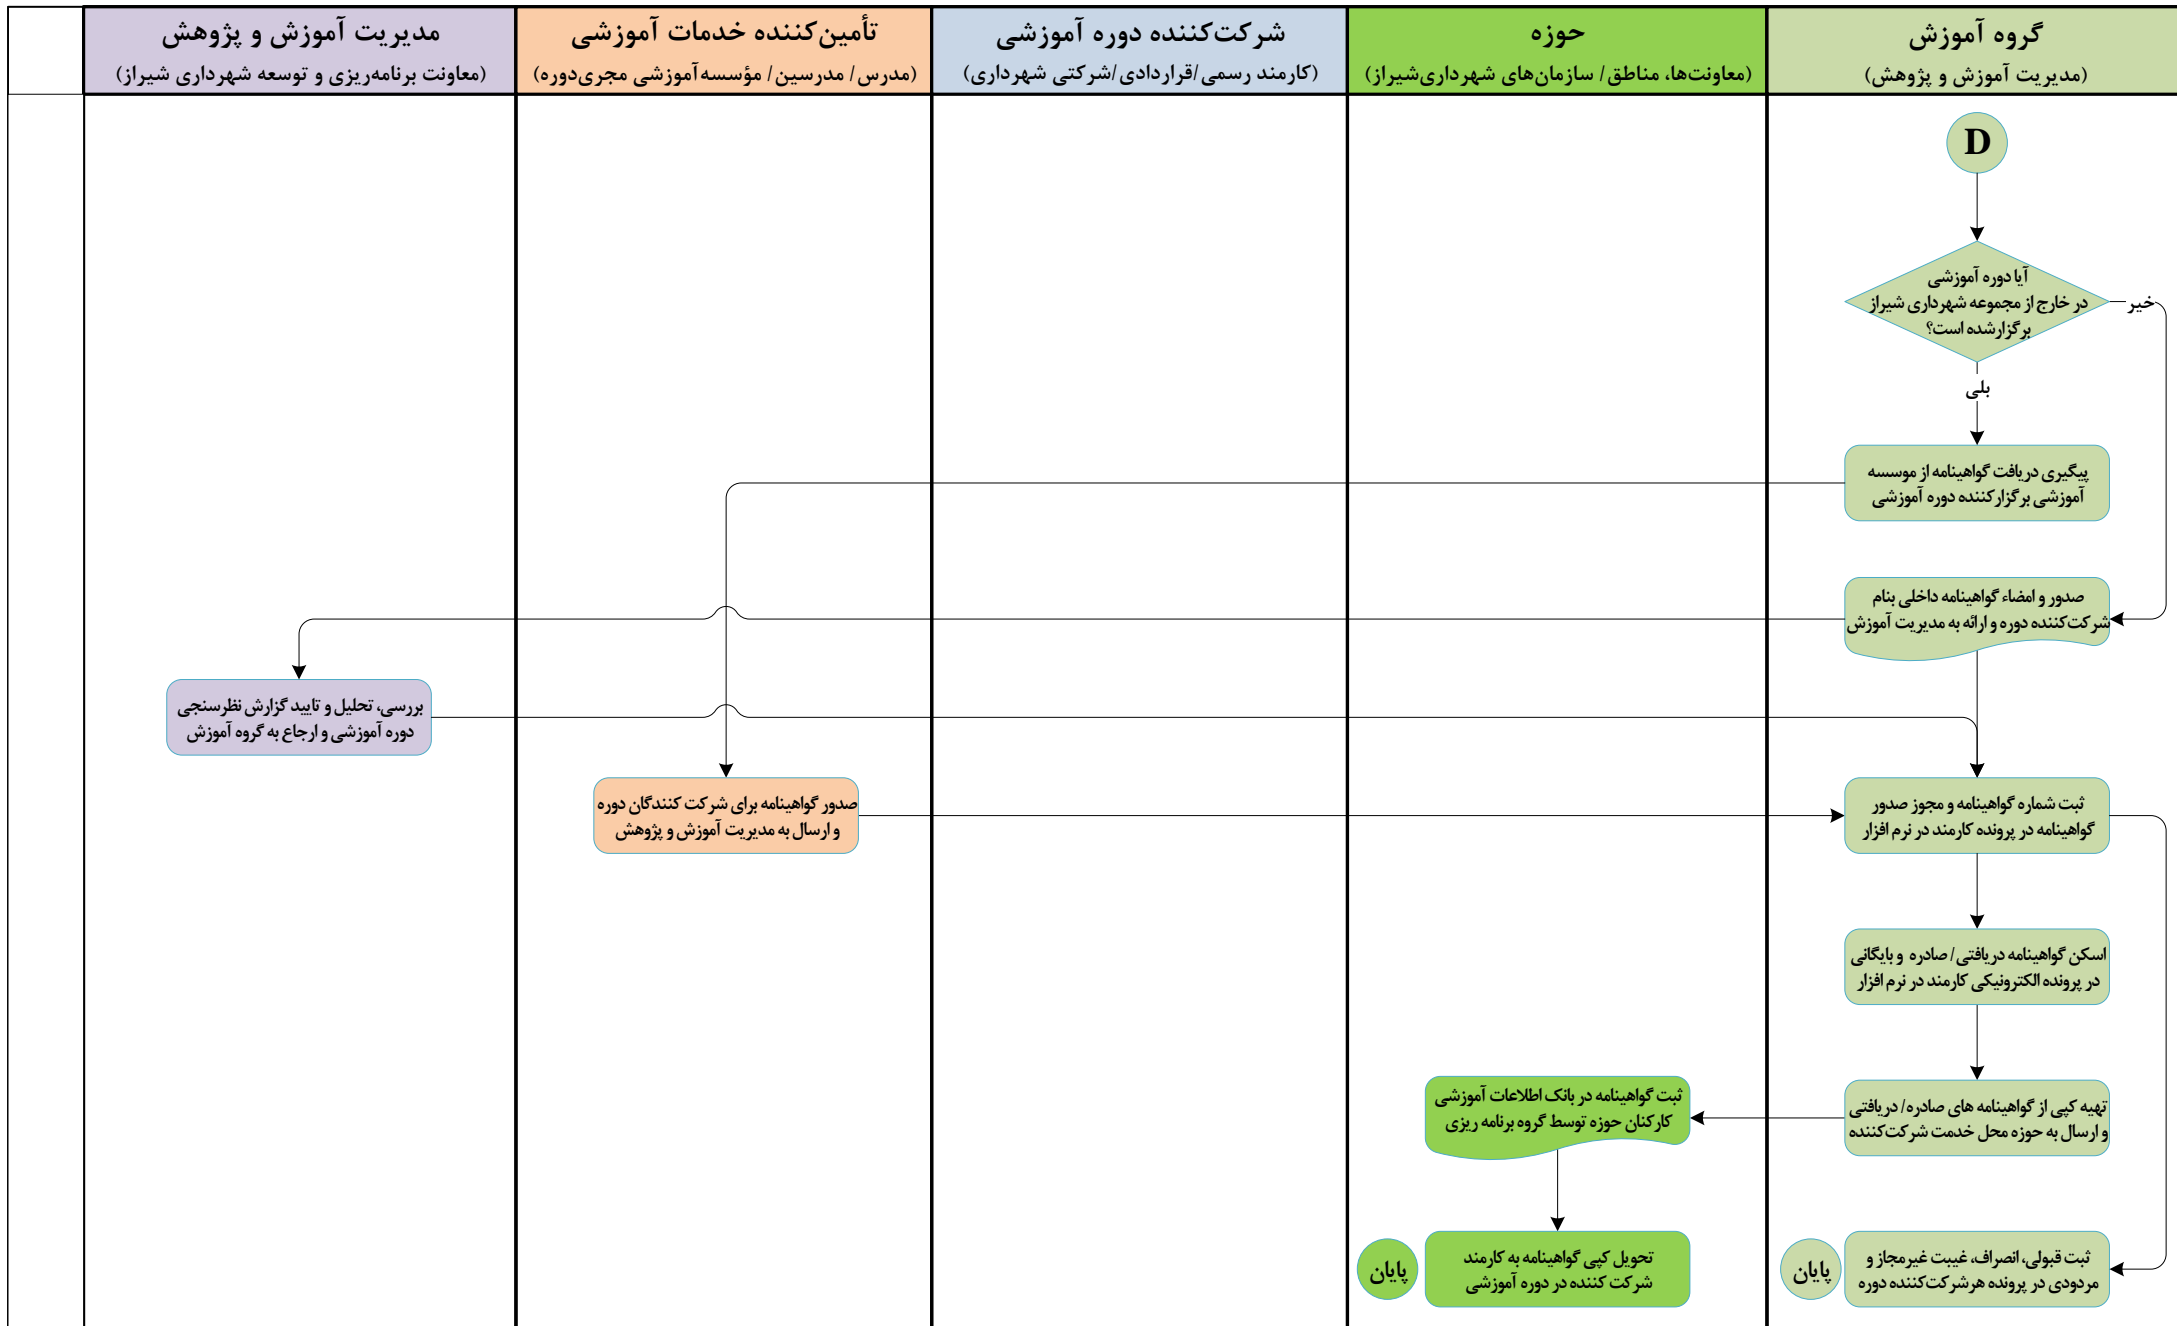 گروه آموزش
(مدیریت آموزش و پژوهش)
حوزه
(معاونت‌ها، مناطق / سازمان‌های شهرداری‌شیراز)
شرکت‌کننده دوره آموزشی
(کارمند رسمی/قراردادی/شرکتی شهرداری)
تأمین‌کننده خدمات آموزشی
(مدرس/ مدرسین/ مؤسسه‌آموزشی مجری‌دوره)
مدیریت آموزش و پژوهش
(معاونت برنامه‌ریزی و توسعه شهرداری شیراز)
D
آیا دوره آموزشی
در خارج از مجموعه شهرداری شیراز
برگزارشده است؟
خیر
بلی
پیگیری دریافت گواهینامه از موسسه
آموزشی برگزارکننده دوره آموزشی
صدور و امضاء گواهینامه داخلی بنام
شرکت‌کننده دوره و ارائه به مدیریت آموزش
بررسی، تحلیل و تایید گزارش نظرسنجی
دوره آموزشی و ارجاع به گروه آموزش
ثبت شماره گواهینامه و مجوز صدور
گواهینامه در پرونده کارمند در نرم افزار
صدور گواهینامه برای شرکت کنندگان دوره
و ارسال به مدیریت آموزش و پژوهش
اسکن گواهینامه دریافتی/ صادره و بایگانی
در پرونده الکترونیکی کارمند در نرم افزار
تهیه کپی از گواهینامه های صادره/ دریافتی
و ارسال به حوزه محل خدمت شرکت‌کننده
ثبت گواهینامه در بانک اطلاعات آموزشی
کارکنان حوزه توسط گروه برنامه ریزی
ثبت قبولی، انصراف، غیبت غیرمجاز و
مردودی در پرونده هرشرکت‌کننده دوره
پایان
تحویل کپی گواهینامه به کارمند
شرکت کننده در دوره آموزشی
پایان